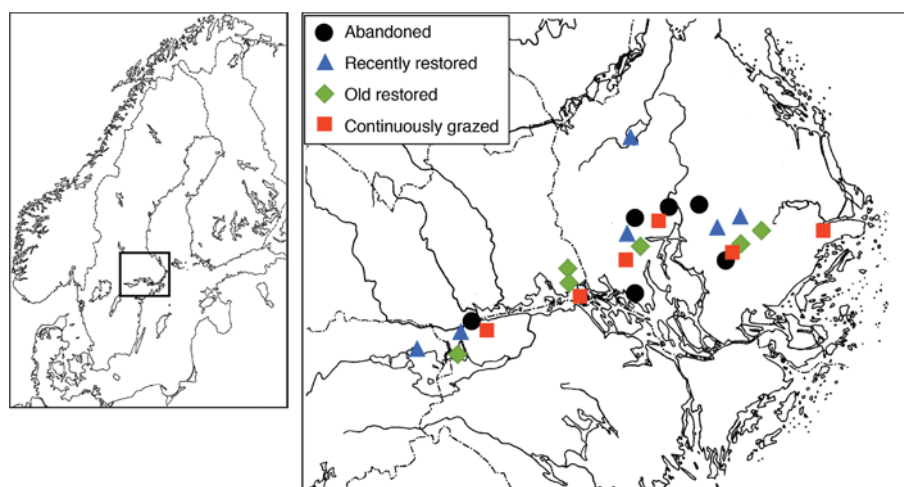 Abandoned
Recently restored
Old restored
Continuously grazed